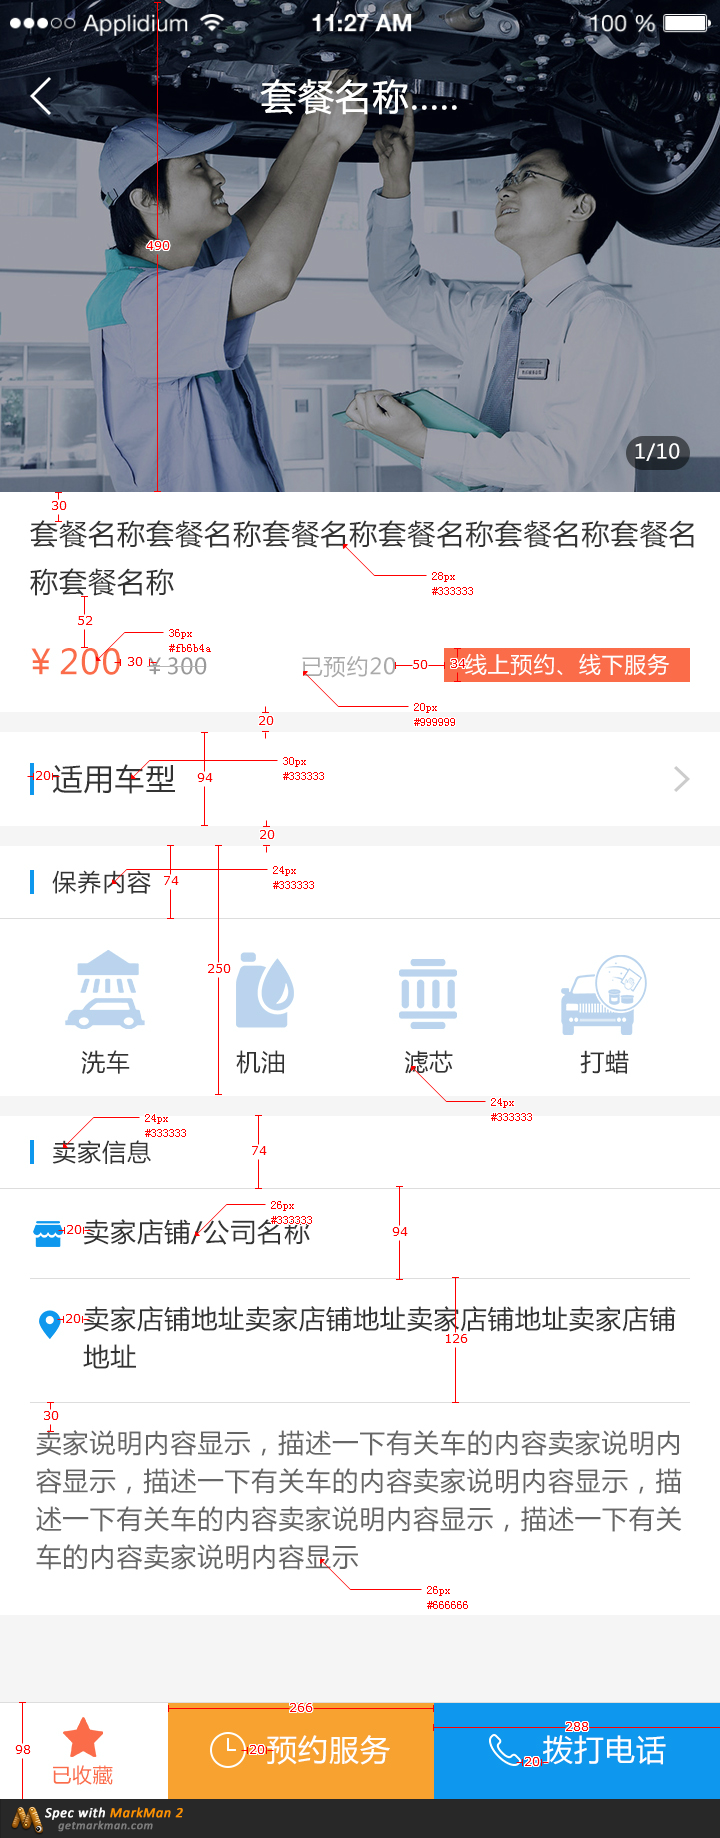 Applidium 11:27 AM 100 %
套餐名称.....
490
1/10
30
套餐名称套餐名称套餐名称套餐名称套餐名称套餐名
称套餐名称
28px
#333333
52
36px
#fb6b4a
¥ 200 30 ¥ 300 已预约20 50 34 线上预约、线下服务
20px
#999999
20
30px
#333333
20 适用车型 94
20
24px
#333333
保养内容 74
250
洗车 机油 滤芯 打蜡
24px
#333333
24px
#333333
卖家信息 74
26px
#333333
20 卖家店铺/公司名称 94
20 卖家店铺地址卖家店铺地址卖家店铺地址卖家店铺
地址
126
30
卖家说明内容显示，描述一下有关车的内容卖家说明内
容显示，描述一下有关车的内容卖家说明内容显示，描
述一下有关车的内容卖家说明内容显示，描述一下有关
车的内容卖家说明内容显示
26px
#666666
266
288
98 已收藏 20 预约服务 20 拨打电话
Spec with MarkMan 2
getmarkman.com